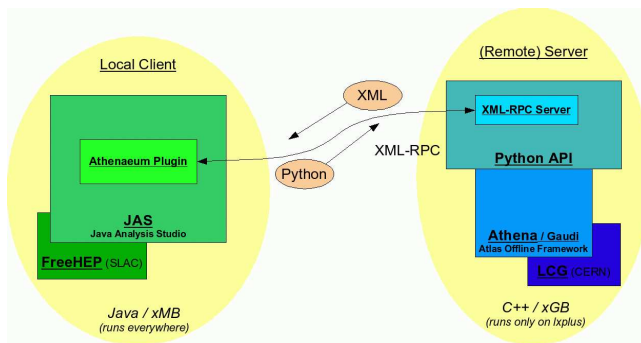 Local Client
(Remote) Server
XML
XML-RPC Server
Athenaeum Plugin
Python
XML-RPC
Python API
JAS
Java Analysis Studio
Athena / Gaudi
Atlas Offline Framework
FreeHEP (SLAC)
LCG (CERN)
Java / xMB
(runs everywhere)
C++ / xGB
(runs only on lxplus)